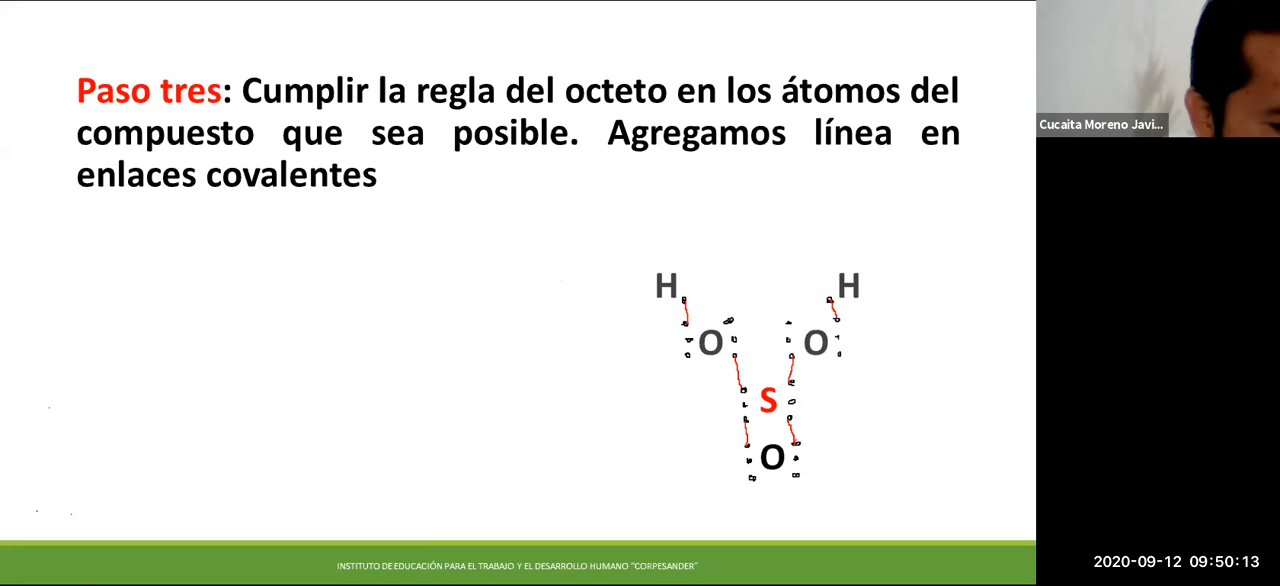 Paso tres: Cumplir la regla del octeto en los átomos del
compuesto que sea posible. Agregamos línea en
enlaces covalentes
Cucaita Moreno Javi...
H H
O O
S
O
INSTITUTO DE EDUCACIÓN PARA EL TRABAJO Y EL DESARROLLO HUMANO "CORPESANDER"
2020-09-12 09:50:13